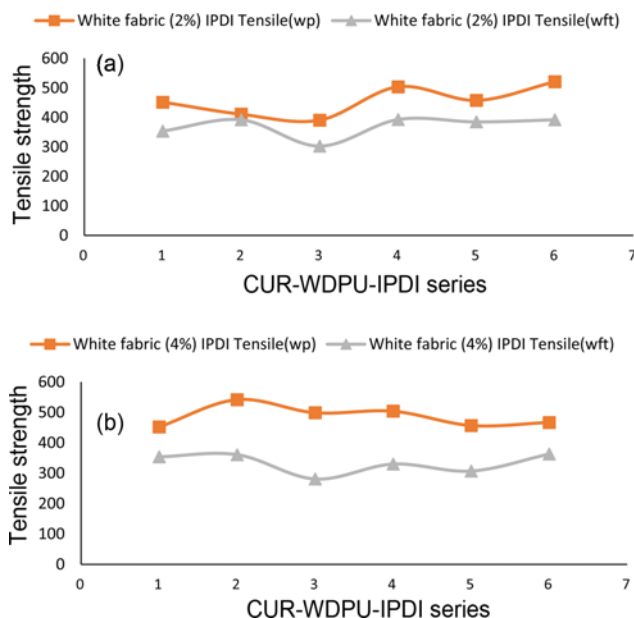 White fabric (2%) IPDI Tensile(wp) White fabric (2%) IPDI Tensile(wft)
(a)
Tensile strength
600
500
400
300
200
100
0
0 1 2 3 4 5 6 7
CUR-WDPU-IPDI series
White fabric (4%) IPDI Tensile(wp) White fabric (4%) IPDI Tensile(wft)
(b)
Tensile strength
600
500
400
300
200
100
0
0 1 2 3 4 5 6 7
CUR-WDPU-IPDI series